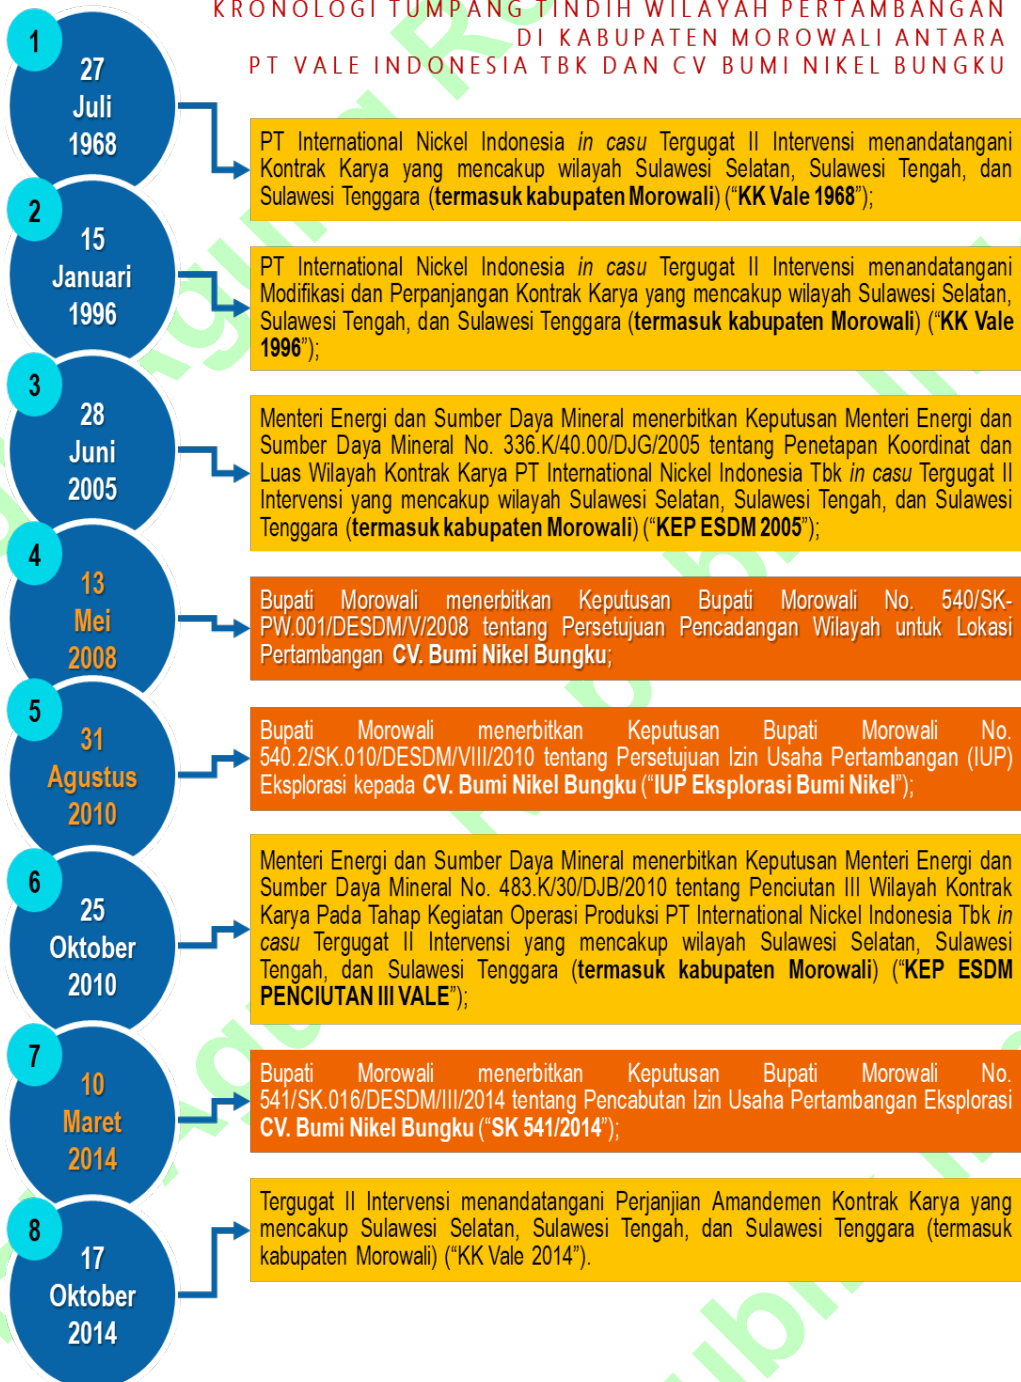 KRONOLOGI TUMPANG TINDIH WILAYAH PERTAMBANGAN
DI KABUPATEN MOROWALI ANTARA
PT VALE INDONESIA TBK DAN CV BUMI NIKEL BUNGKU
1
27
Juli
1968
PT International Nickel Indonesia in casu Tergugat II Intervensi menandatangani
Kontrak Karya yang mencakup wilayah Sulawesi Selatan, Sulawesi Tengah, dan
Sulawesi Tenggara (termasuk kabupaten Morowali) (“KK Vale 1968”);
2
15
Januari
1996
PT International Nickel Indonesia in casu Tergugat II Intervensi menandatangani
Modifikasi dan Perpanjangan Kontrak Karya yang mencakup wilayah Sulawesi Selatan,
Sulawesi Tengah, dan Sulawesi Tenggara (termasuk kabupaten Morowali) (“KK Vale
1996”);
3
28
Juni
2005
Menteri Energi dan Sumber Daya Mineral menerbitkan Keputusan Menteri Energi dan
Sumber Daya Mineral No. 336.K/40.00/DJG/2005 tentang Penetapan Koordinat dan
Luas Wilayah Kontrak Karya PT International Nickel Indonesia Tbk in casu Tergugat II
Intervensi yang mencakup wilayah Sulawesi Selatan, Sulawesi Tengah, dan Sulawesi
Tenggara (termasuk kabupaten Morowali) (“KEP ESDM 2005”);
4
13
Mei
2008
Bupati Morowali menerbitkan Keputusan Bupati Morowali No. 540/SK-
PW.001/DESDM/V/2008 tentang Persetujuan Pencadangan Wilayah untuk Lokasi
Pertambangan CV. Bumi Nikel Bungku;
5
31
Agustus
2010
Bupati Morowali menerbitkan Keputusan Bupati Morowali No.
540.2/SK.010/DESDM/VIII/2010 tentang Persetujuan Izin Usaha Pertambangan (IUP)
Eksplorasi kepada CV. Bumi Nikel Bungku (“IUP Eksplorasi Bumi Nikel”);
6
25
Oktober
2010
Menteri Energi dan Sumber Daya Mineral menerbitkan Keputusan Menteri Energi dan
Sumber Daya Mineral No. 483.K/30/DJB/2010 tentang Penciutan III Wilayah Kontrak
Karya Pada Tahap Kegiatan Operasi Produksi PT International Nickel Indonesia Tbk in
casu Tergugat II Intervensi yang mencakup wilayah Sulawesi Selatan, Sulawesi
Tengah, dan Sulawesi Tenggara (termasuk kabupaten Morowali) (“KEP ESDM
PENCIUTAN III VALE”);
7
10
Maret
2014
Bupati Morowali menerbitkan Keputusan Bupati Morowali No.
541/SK.016/DESDM/III/2014 tentang Pencabutan Izin Usaha Pertambangan Eksplorasi
CV. Bumi Nikel Bungku (“SK 541/2014”);
8
17
Oktober
2014
Tergugat II Intervensi menandatangani Perjanjian Amandemen Kontrak Karya yang
mencakup Sulawesi Selatan, Sulawesi Tengah, dan Sulawesi Tenggara (termasuk
kabupaten Morowali) (“KK Vale 2014”).